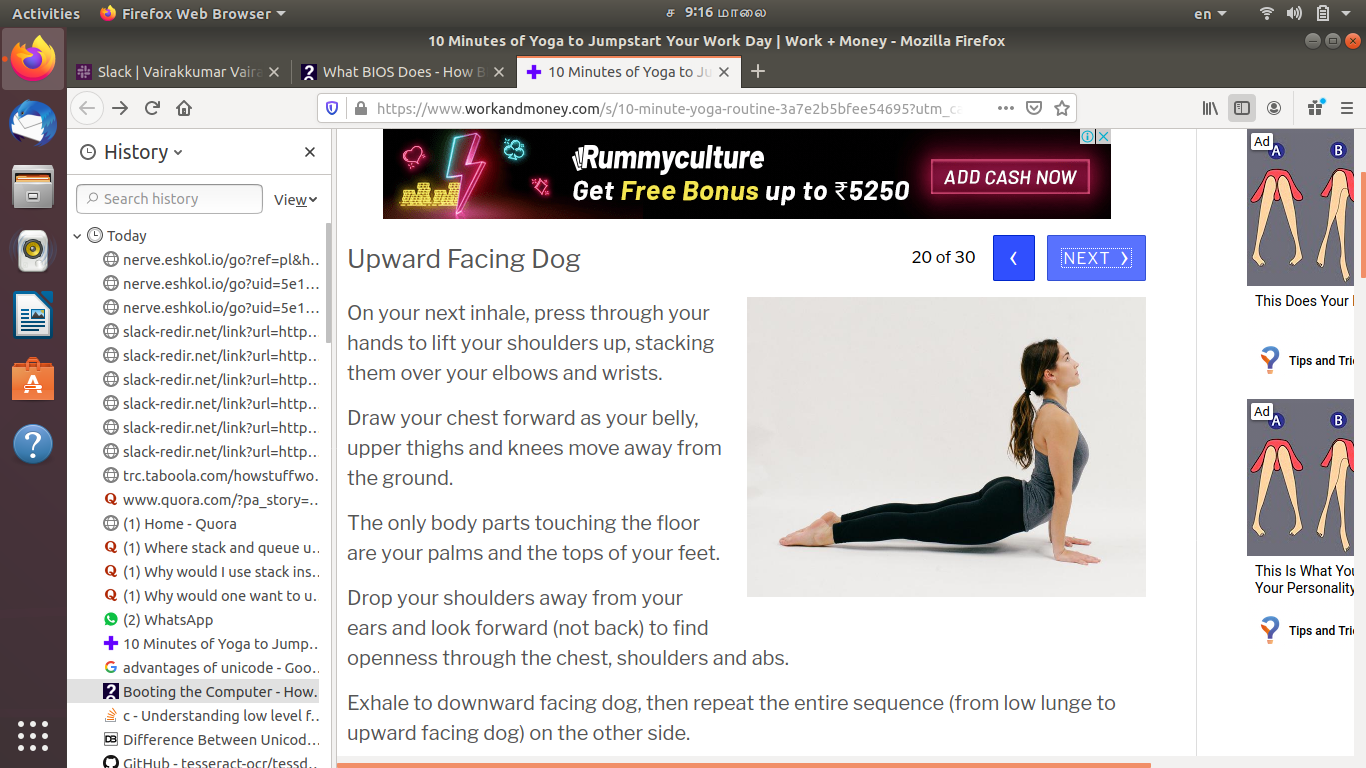 Activities
Firefox Web Browser
ச 9:16 மாலை
en
10 Minutes of Yoga to Jumpstart Your Work Day | Work + Money - Mozilla Firefox
Slack | Vairakkumar Vaira
What BIOS Does - How B
10 Minutes of Yoga to Ju
https://www.workandmoney.com/s/10-minute-yoga-routine-3a7e2b5bfee54695?utm_ca
History
Search history
View
Today
nerve.eshkol.io/go?ref=pl&h…
nerve.eshkol.io/go?uid=5e1…
nerve.eshkol.io/go?uid=5e1…
slack-redir.net/link?url=http…
slack-redir.net/link?url=http…
slack-redir.net/link?url=http…
slack-redir.net/link?url=http…
slack-redir.net/link?url=http…
slack-redir.net/link?url=http…
trc.taboola.com/howstuffwo…
www.quora.com/?pa_story=…
(1) Home - Quora
(1) Where stack and queue u…
(1) Why would I use stack ins…
(1) Why would one want to u…
(2) WhatsApp
10 Minutes of Yoga to Jump…
advantages of unicode - Goo…
Booting the Computer - How…
c - Understanding low level f…
Difference Between Unicod…
GitHub - tesseract-ocr/tessd…
Rummyculture
Get Free Bonus up to ₹5250
ADD CASH NOW
Upward Facing Dog
20 of 30
NEXT
On your next inhale, press through your
hands to lift your shoulders up, stacking
them over your elbows and wrists.
Draw your chest forward as your belly,
upper thighs and knees move away from
the ground.
The only body parts touching the floor
are your palms and the tops of your feet.
Drop your shoulders away from your
ears and look forward (not back) to find
openness through the chest, shoulders and abs.
Exhale to downward facing dog, then repeat the entire sequence (from low lunge to
upward facing dog) on the other side.
Ad
A
B
This Does Your
Tips and Tri
Ad
A
B
This Is What You
Your Personality
Tips and Tri